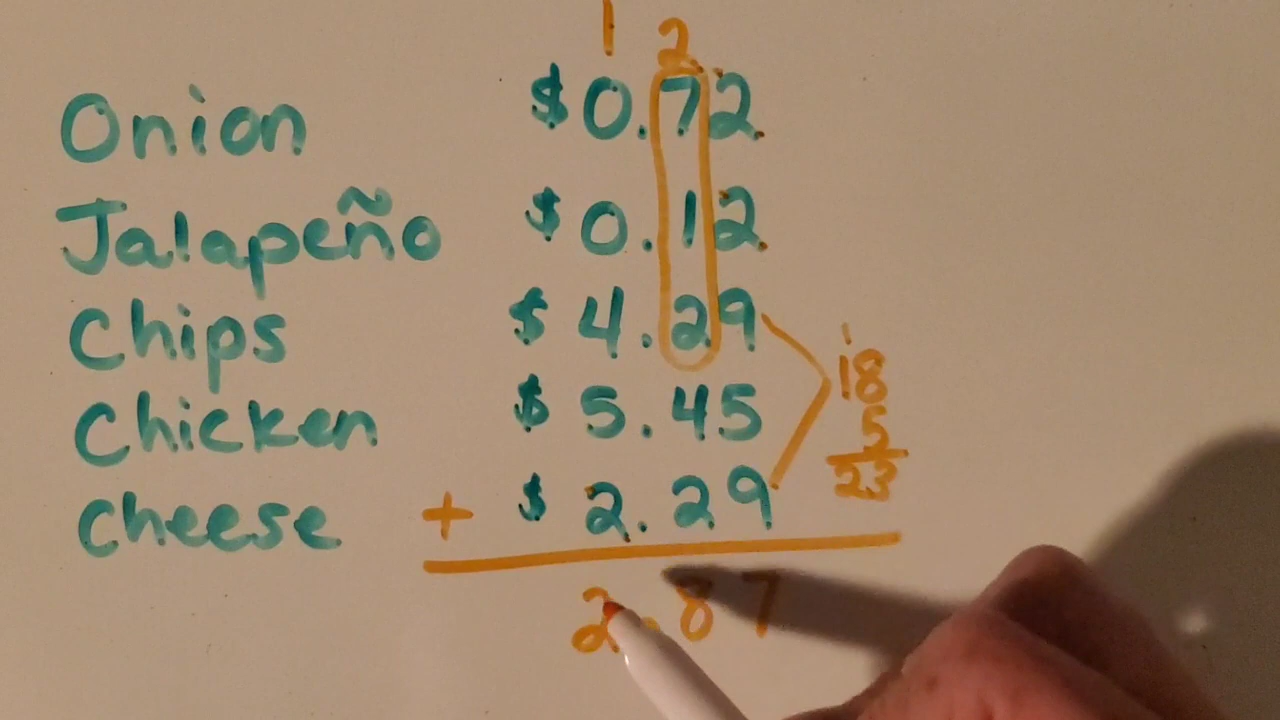 1 2
Onion $0.72
Jalapeño $0.12
Chips $4.29
Chicken $5.45
Cheese + $2.29
2.87
1
18
5
23